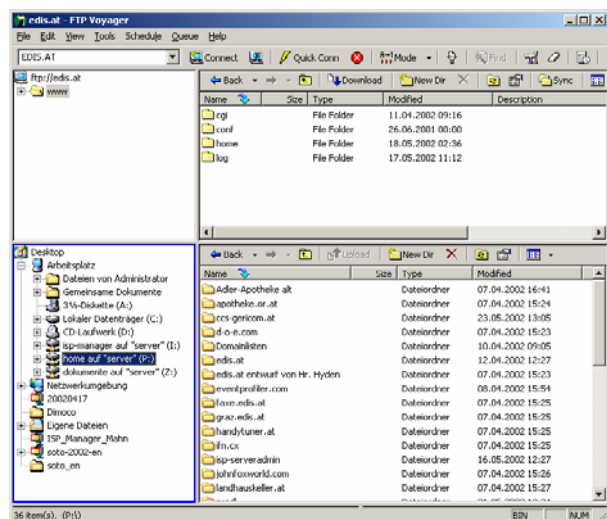 edis.at - FTP Voyager
File Edit View Tools Schedule Queue Help
EDIS.AT Connect Quick Conn Mode Find
ftp://edis.at
www
Back Download New Dir Sync
Name Size Type Modified Description
cgi File Folder 11.04.2002 09:16
conf File Folder 26.06.2001 00:00
home File Folder 18.05.2002 02:36
log File Folder 17.05.2002 11:12
Desktop
Arbeitsplatz
Dateien von Administrator
Gemeinsame Dokumente
3½-Diskette (A:)
Lokaler Datenträger (C:)
CD-Laufwerk (D:)
isp-manager auf "server" (I:)
home auf "server" (P:)
dokumente auf "server" (Z:)
Netzwerkumgebung
20020417
Dimoco
Eigene Dateien
ISP_Manager_Mahn
soto-2002-en
soto_en
Back Upload New Dir
Name Size Type Modified
Adler-Apotheke alt Dateiordner 07.04.2002 16:41
apotheke.or.at Dateiordner 07.04.2002 15:24
ccs-gericom.at Dateiordner 23.05.2002 13:05
d-o-e.com Dateiordner 07.04.2002 15:23
Domainlisten Dateiordner 10.04.2002 09:05
edis.at Dateiordner 12.04.2002 12:27
edis.at entwurf von Hr. Hyden Dateiordner 07.04.2002 15:23
eventprofiler.com Dateiordner 08.04.2002 15:54
faxe.edis.at Dateiordner 07.04.2002 15:25
graz.edis.at Dateiordner 07.04.2002 15:25
handytuner.at Dateiordner 07.04.2002 15:25
ifn.cx Dateiordner 07.04.2002 15:25
isp-serveradmin Dateiordner 16.05.2002 12:27
johnfoxworld.com Dateiordner 07.04.2002 15:26
landhauskeller.at Dateiordner 07.04.2002 15:27
36 item(s). (P:\) BIN NUM